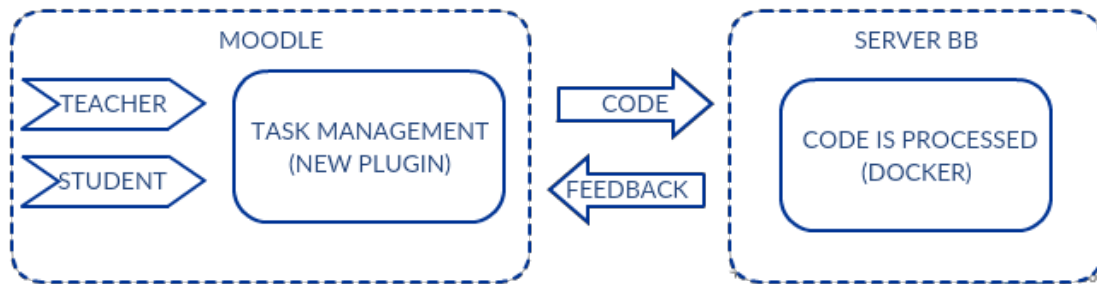 MOODLE
TEACHER
STUDENT
TASK MANAGEMENT
(NEW PLUGIN)
CODE
FEEDBACK
SERVER BB
CODE IS PROCESSED
(DOCKER)